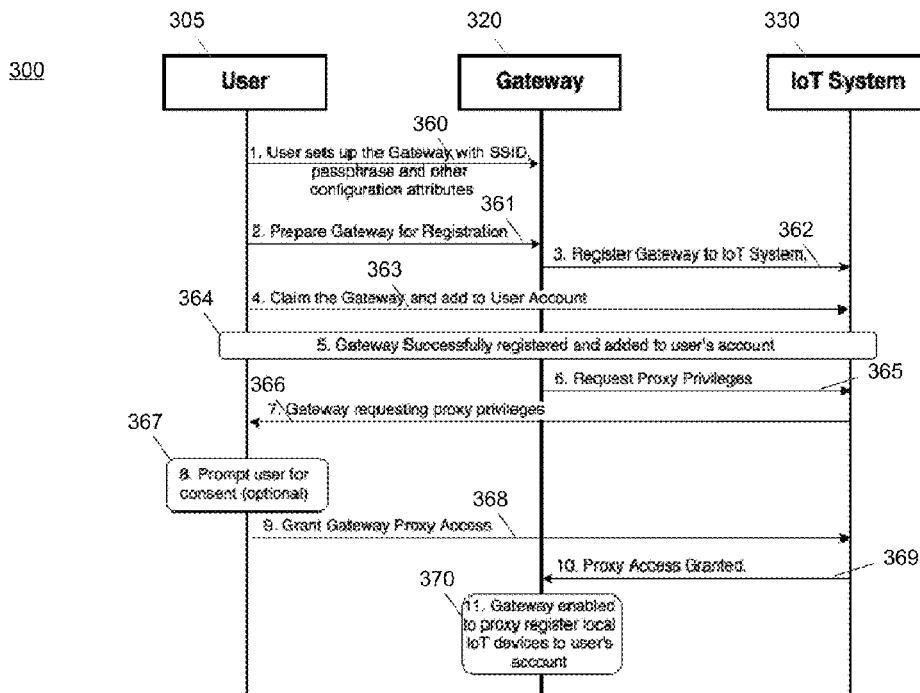 305
320
330
300
User
Gateway
IoT System
360
1. User sets up the Gateway with SSID,
passphrase and other
configuration attributes
361
2. Prepare Gateway for Registration
362
3. Register Gateway to IoT System.
363
4. Claim the Gateway and add to User Account
364
5. Gateway Successfully registered and added to user's account
6. Request Proxy Privileges
365
366
7. Gateway requesting proxy privileges
367
8. Prompt user for
consent (optional)
368
9. Grant Gateway Proxy Access
369
10. Proxy Access Granted.
370
11. Gateway enabled
to proxy register local
IoT devices to user's
account